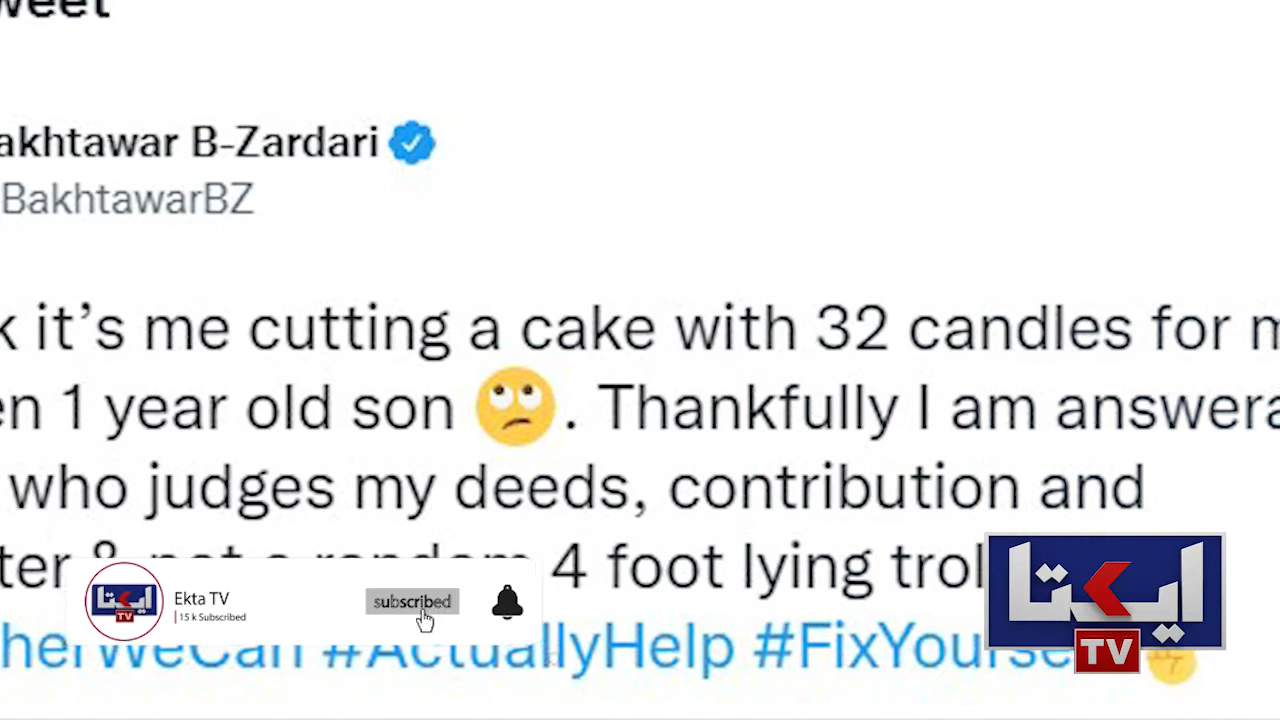 weet
akhtawar B-Zardari
BakhtawarBZ
k it’s me cutting a cake with 32 candles for m
en 1 year old son 🙄. Thankfully I am answera
who judges my deeds, contribution and
ter & not a random 4 foot lying trol
Ekta TV
15 k Subscribed
subscribed
herWeCan #ActuallyHelp #FixYourse
ایکتا
TV